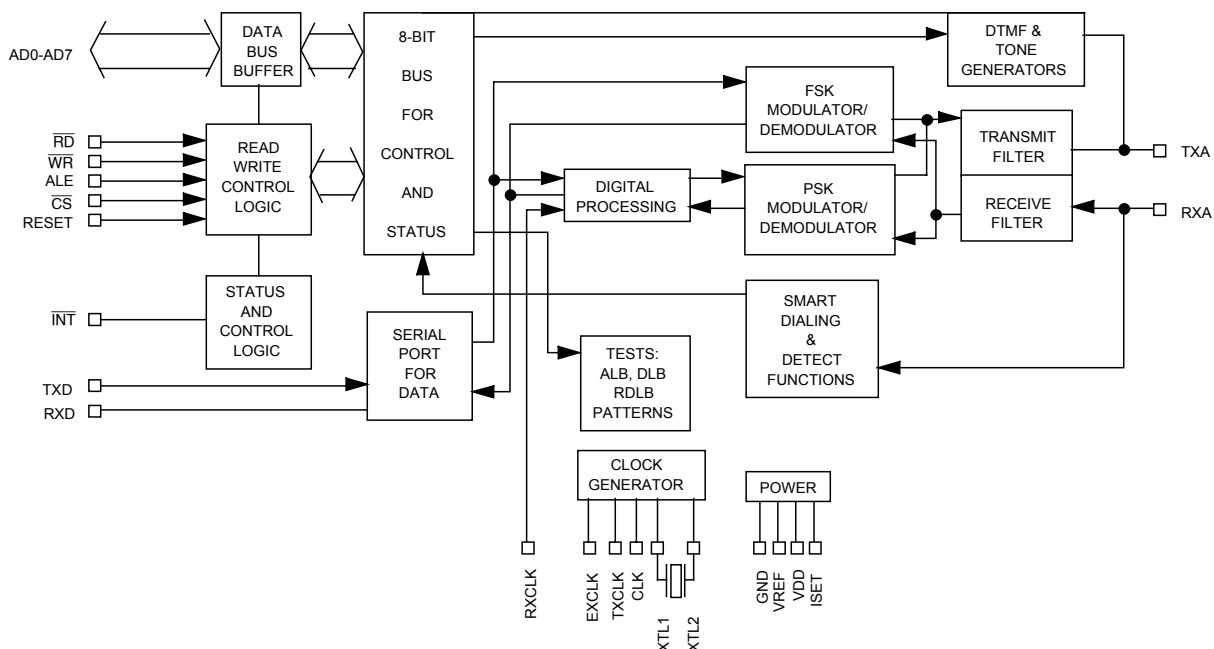 AD0-AD7
DATA
BUS
BUFFER
8-BIT
BUS
FOR
CONTROL
AND
STATUS
DTMF &
TONE
GENERATORS
FSK
MODULATOR/
DEMODULATOR
RD
WR
ALE
CS
RESET
READ
WRITE
CONTROL
LOGIC
DIGITAL
PROCESSING
PSK
MODULATOR/
DEMODULATOR
TRANSMIT
FILTER
RECEIVE
FILTER
TXA
RXA
INT
STATUS
AND
CONTROL
LOGIC
SERIAL
PORT
FOR
DATA
TXD
RXD
TESTS:
ALB, DLB
RDLB
PATTERNS
SMART
DIALING
&
DETECT
FUNCTIONS
CLOCK
GENERATOR
POWER
RXCLK
EXCLK
TXCLK
CLK
XTL1
XTL2
GND
VREF
VDD
ISET